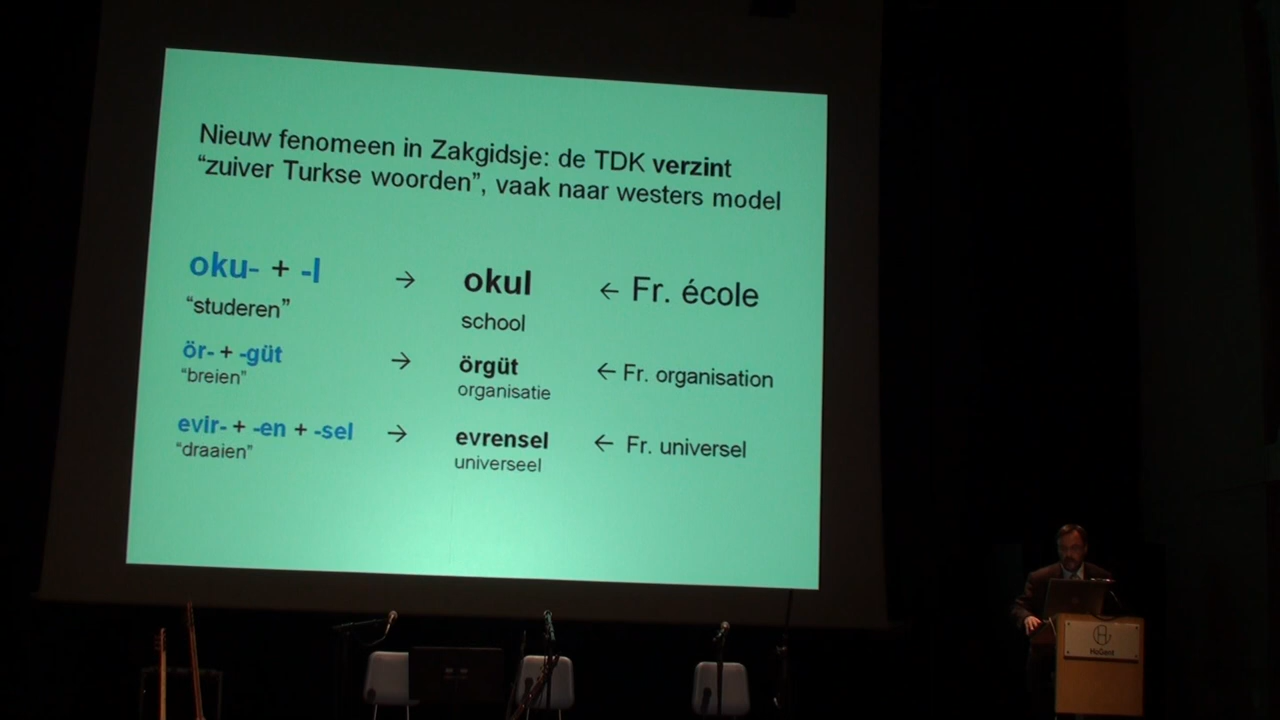 Nieuw fenomeen in Zakgidsje: de TDK verzint
“zuiver Turkse woorden”, vaak naar westers model
oku- + -l → okul ← Fr. école
“studeren” school
ör- + -güt → örgüt ← Fr. organisation
“breien” organisatie
evir- + -en + -sel → evrensel ← Fr. universel
“draaien” universeel
HoGent